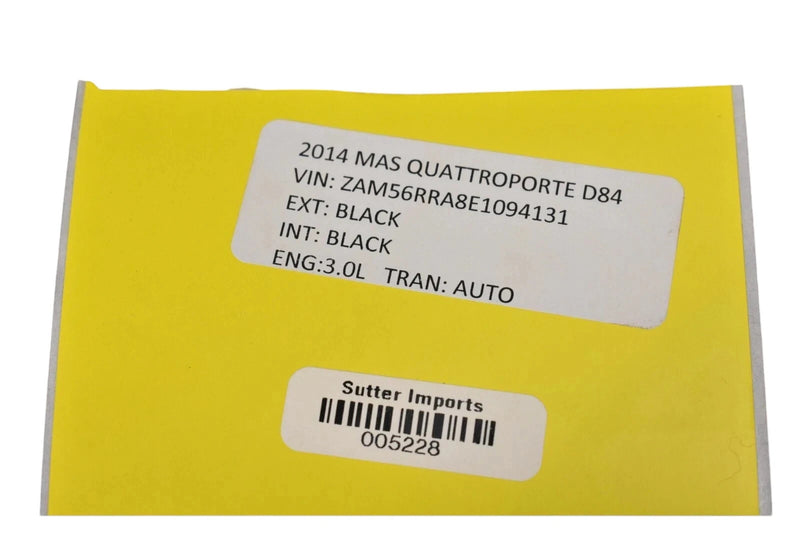 2014 MAS QUATTROPORTE D84
VIN: ZAM56RRA8E1094131
EXT: BLACK
INT: BLACK
ENG:3.0L TRAN: AUTO
Sutter Imports
005228